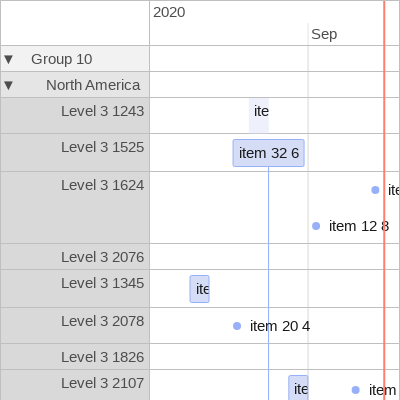 2020
Sep
▼ Group 10
▼ North America
Level 3 1243 ite
Level 3 1525 item 32 6
Level 3 1624 ite
item 12 8
Level 3 2076
Level 3 1345 ite
Level 3 2078 item 20 4
Level 3 1826
Level 3 2107 ite item